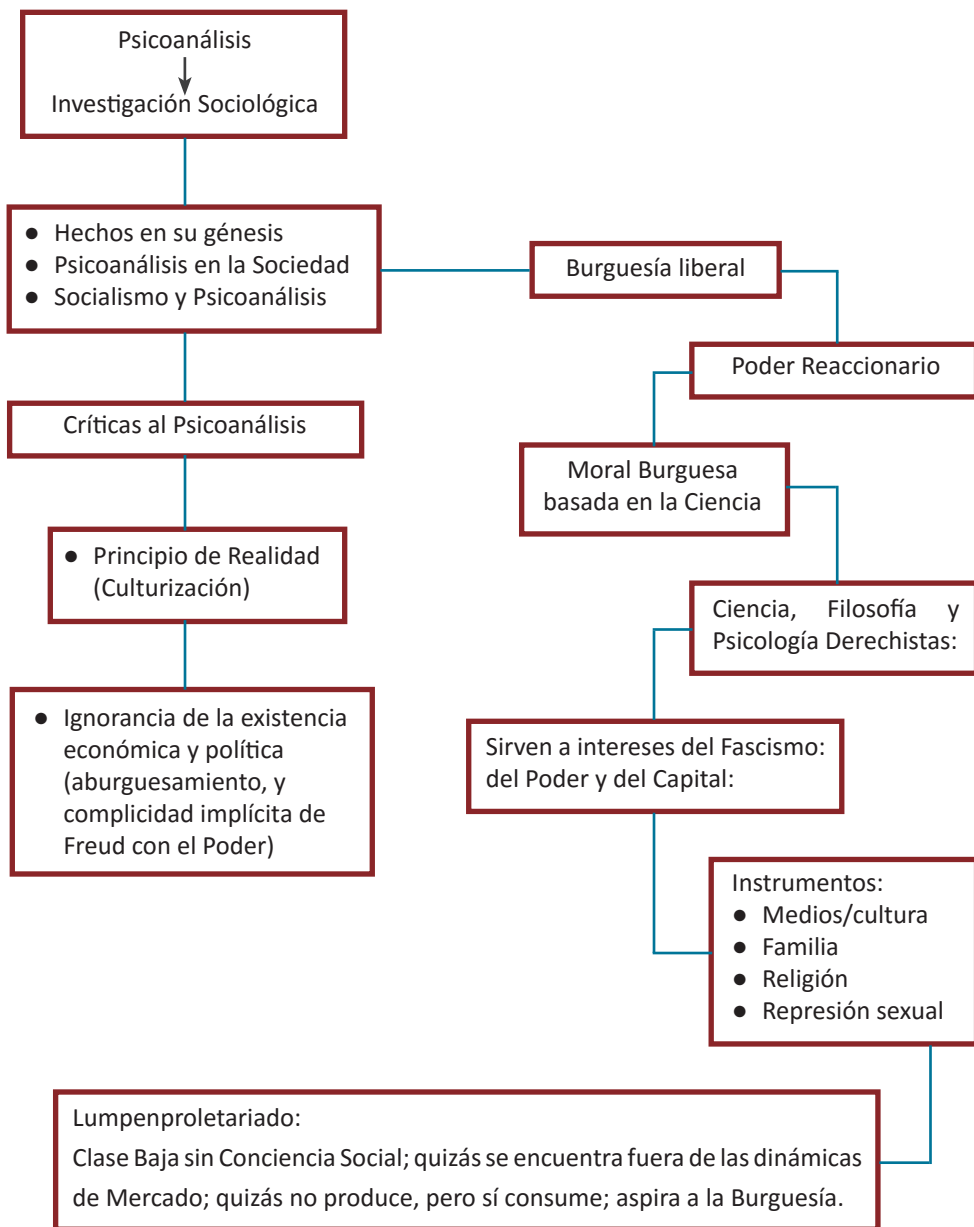 Psicoanálisis
Investigación Sociológica
● Hechos en su génesis
● Psicoanálisis en la Sociedad
● Socialismo y Psicoanálisis
Burguesía liberal
Poder Reaccionario
Críticas al Psicoanálisis
Moral Burguesa
basada en la Ciencia
● Principio de Realidad
(Culturización)
Ciencia, Filosofía y
Psicología Derechistas:
● Ignorancia de la existencia
económica y política
(aburguesamiento, y
complicidad implícita de
Freud con el Poder)
Sirven a intereses del Fascismo:
del Poder y del Capital:
Instrumentos:
● Medios/cultura
● Familia
● Religión
● Represión sexual
Lumpenproletariado:
Clase Baja sin Conciencia Social; quizás se encuentra fuera de las dinámicas
de Mercado; quizás no produce, pero sí consume; aspira a la Burguesía.